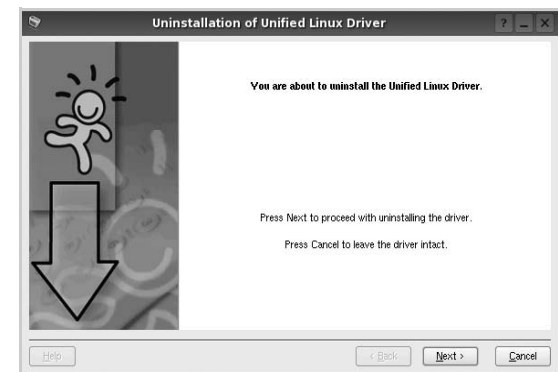 Uninstallation of Unified Linux Driver
You are about to uninstall the Unified Linux Driver.
Press Next to proceed with uninstalling the driver.
Press Cancel to leave the driver intact.
Help
< Back
Next >
Cancel